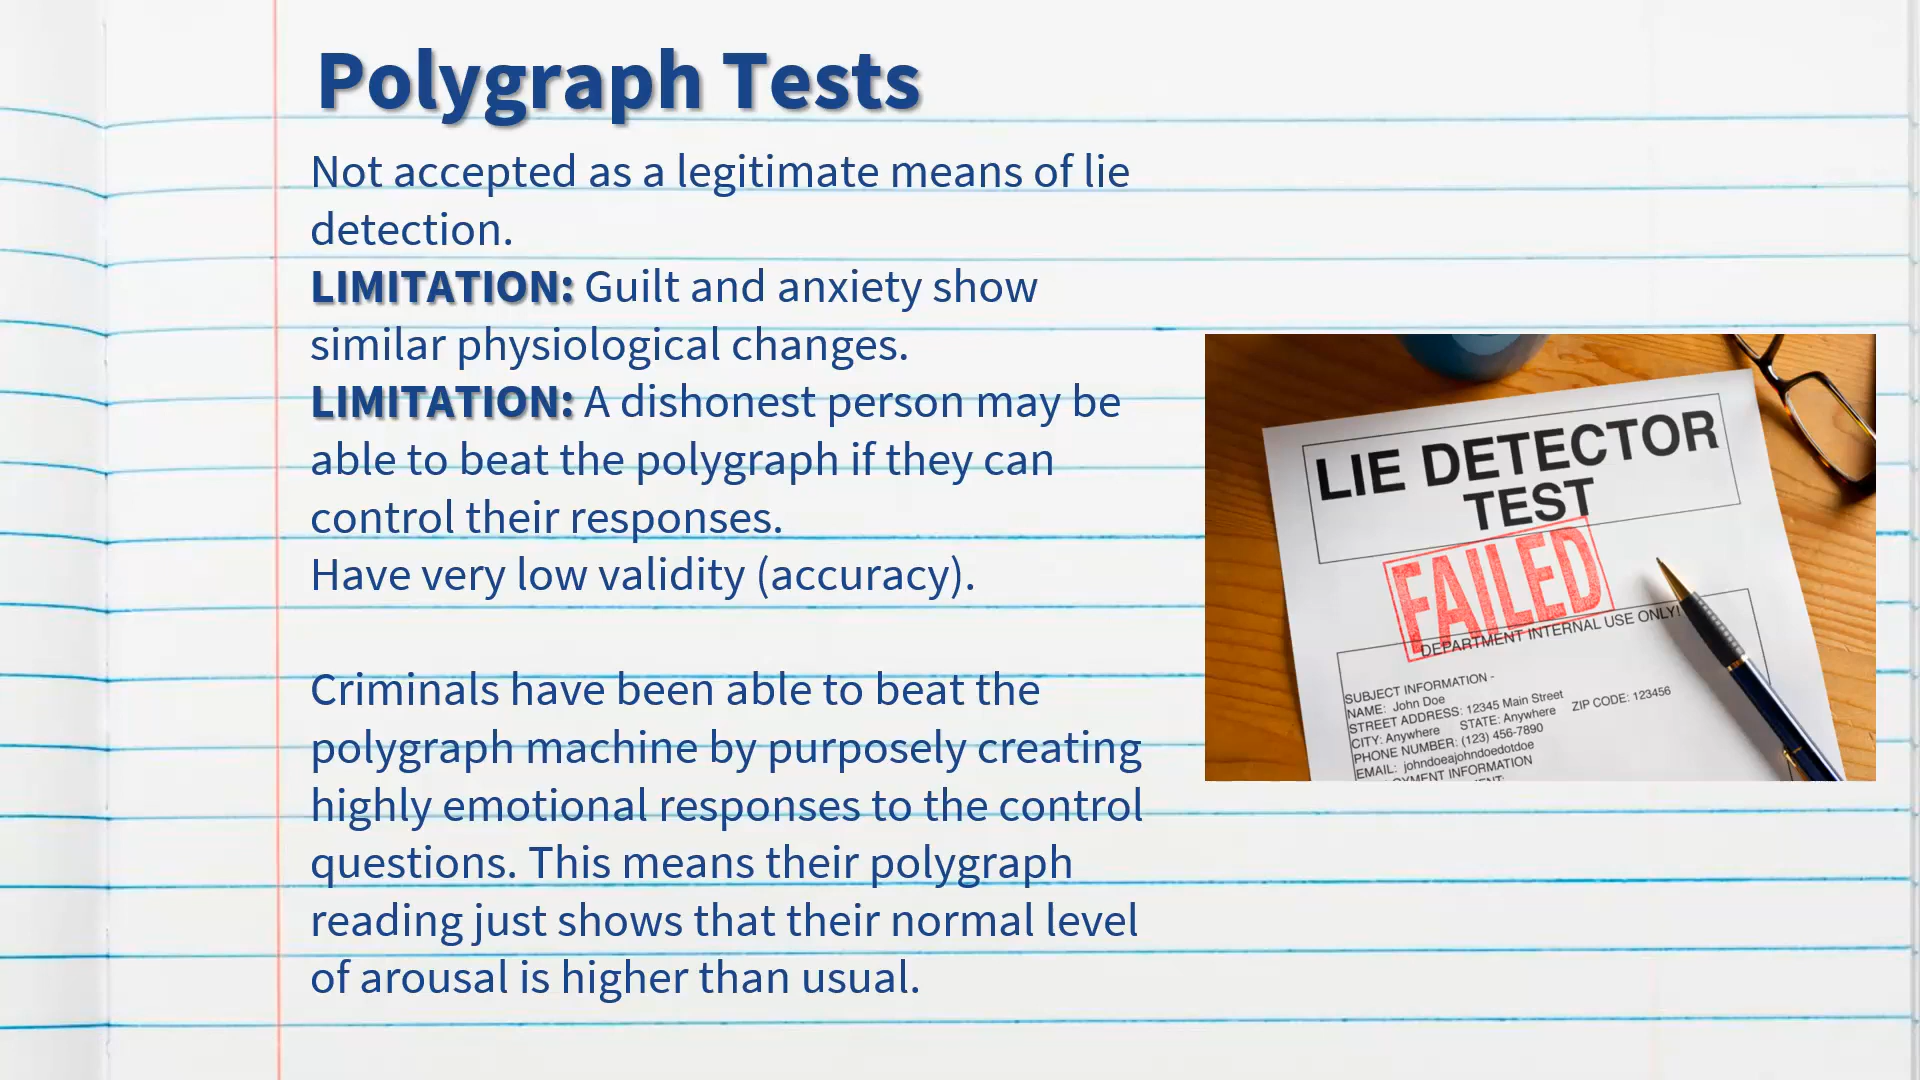 Polygraph Tests
Not accepted as a legitimate means of lie
detection.
LIMITATION: Guilt and anxiety show
similar physiological changes.
LIMITATION: A dishonest person may be
able to beat the polygraph if they can
control their responses.
Have very low validity (accuracy).
Criminals have been able to beat the
polygraph machine by purposely creating
highly emotional responses to the control
questions. This means their polygraph
reading just shows that their normal level
of arousal is higher than usual.
LIE DETECTOR
TEST
FAILED
DEPARTMENT INTERNAL USE ONLY!
SUBJECT INFORMATION -
NAME: John Doe
STREET ADDRESS: 12345 Main Street
CITY: Anywhere STATE: Anywhere ZIP CODE: 123456
PHONE NUMBER: (123) 456-7890
EMAIL: johndoeajohndoedotdoe
INFORMATION